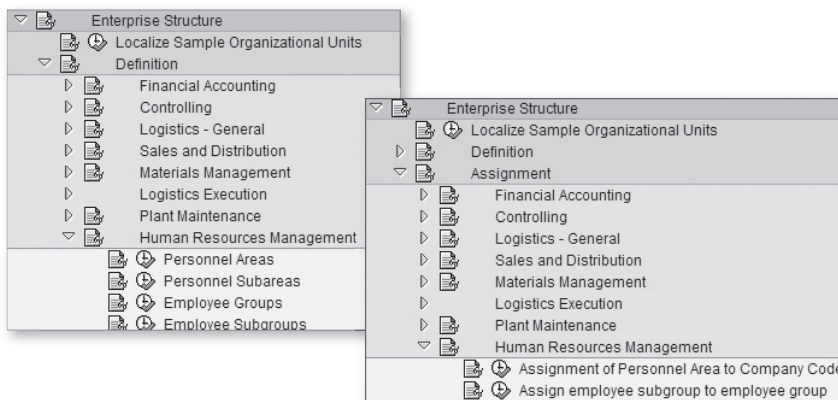 Enterprise Structure
Localize Sample Organizational Units
Definition
Financial Accounting
Controlling
Logistics - General
Sales and Distribution
Materials Management
Logistics Execution
Plant Maintenance
Human Resources Management
Personnel Areas
Personnel Subareas
Employee Groups
Employee Subgroups
Enterprise Structure
Localize Sample Organizational Units
Definition
Assignment
Financial Accounting
Controlling
Logistics - General
Sales and Distribution
Materials Management
Logistics Execution
Plant Maintenance
Human Resources Management
Assignment of Personnel Area to Company Code
Assign employee subgroup to employee group